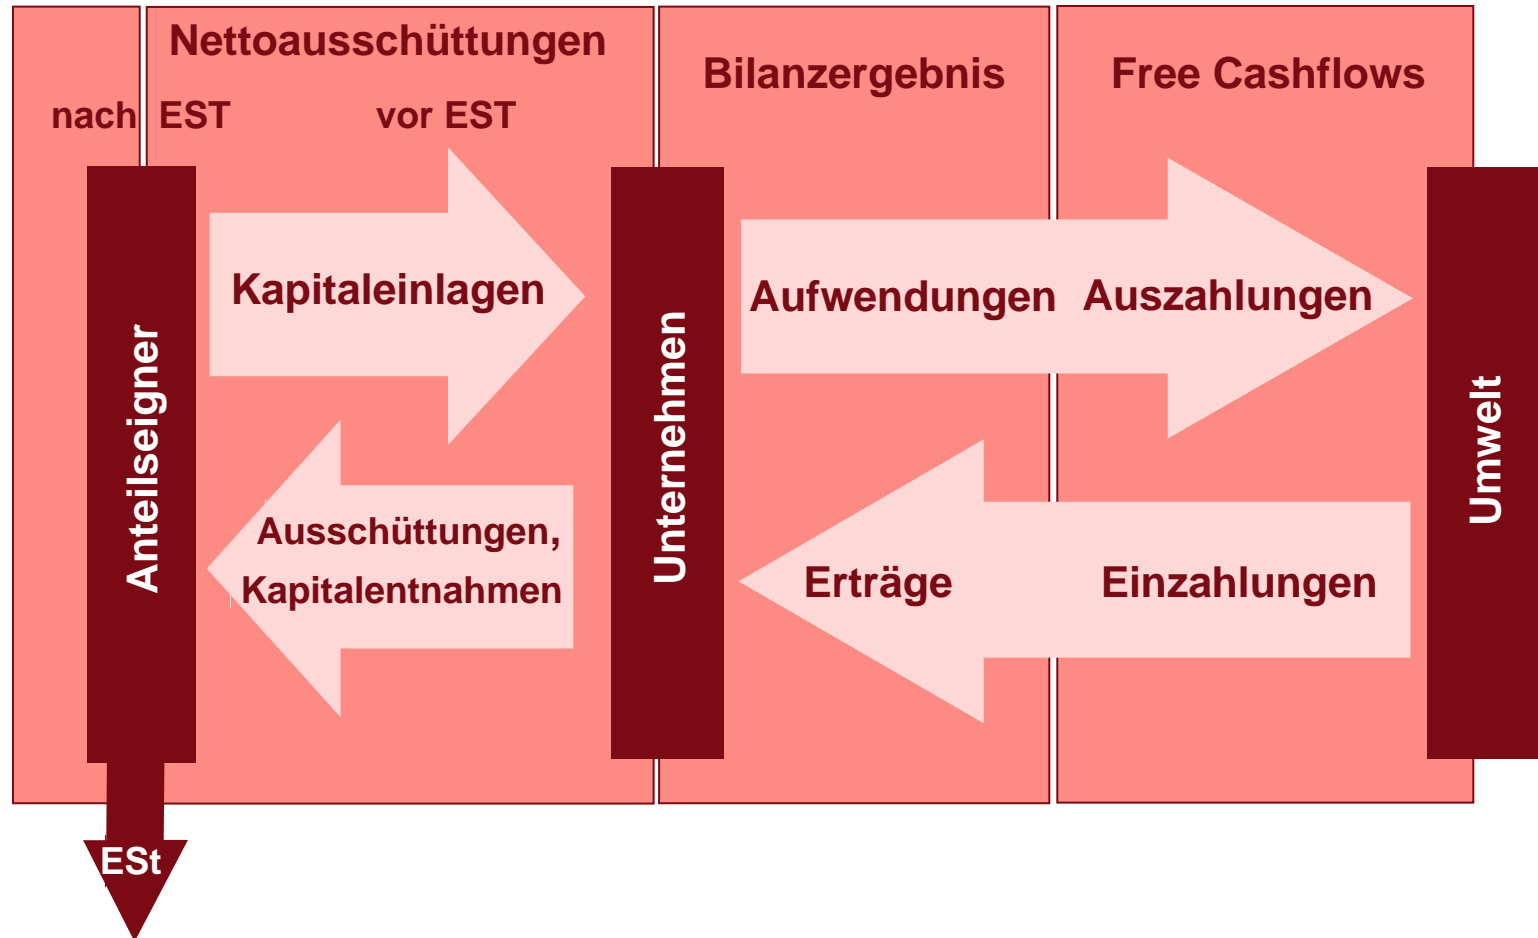 Nettoausschüttungen
nach EST
vor EST
Bilanzergebnis
Free Cashflows
Anteilseigner
Kapitaleinlagen
Ausschüttungen,
Kapitalentnahmen
Unternehmen
Aufwendungen
Auszahlungen
Erträge
Einzahlungen
Umwelt
ESt